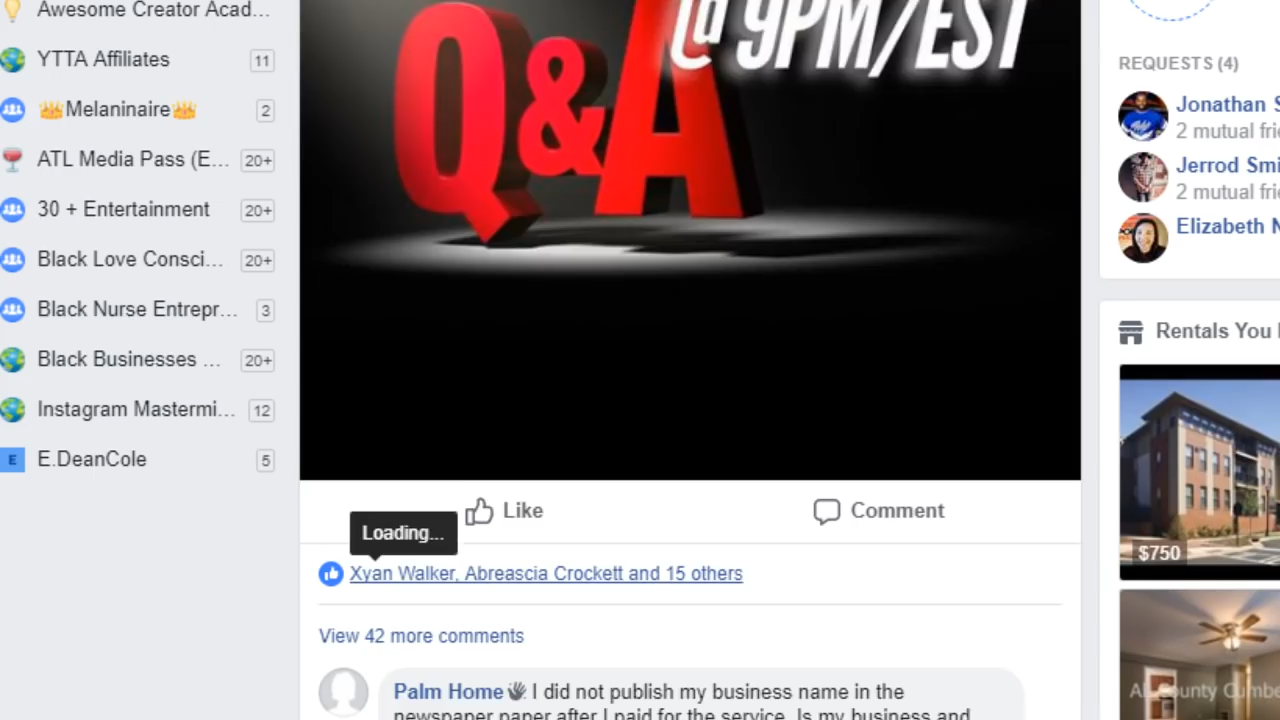 Awesome Creator Acad...
YTTA Affiliates 11
👑Melaninaire👑 2
ATL Media Pass (E... 20+
30 + Entertainment 20+
Black Love Consci... 20+
Black Nurse Entrepr... 3
Black Businesses ... 20+
Instagram Mastermi... 12
E E.DeanCole 5
@ 9PM/EST
Q&A
Like
Comment
Loading...
Xyan Walker, Abreascia Crockett and 15 others
View 42 more comments
Palm Home 👋 I did not publish my business name in the
newspaper paper after I paid for the service. Is my business and
REQUESTS (4)
Jonathan S
2 mutual frie
Jerrod Smi
2 mutual frie
Elizabeth N
Rentals You
$750
County Cumbe